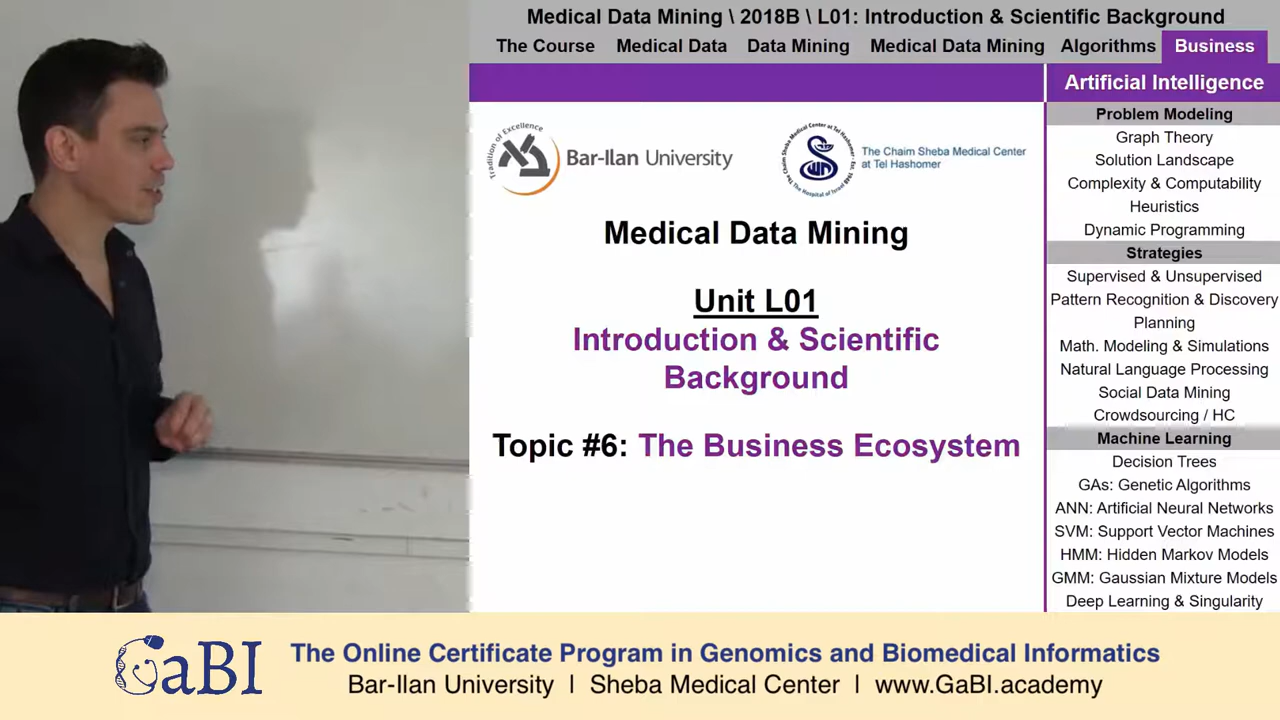 Medical Data Mining \ 2018B \ L01: Introduction & Scientific Background
The Course Medical Data Data Mining Medical Data Mining Algorithms Business
Artificial Intelligence
Tradition of Excellence
Bar-Ilan University
The Chaim Sheba Medical Center
at Tel Hashomer
Medical Data Mining
Unit L01
Introduction & Scientific
Background
Topic #6: The Business Ecosystem
Problem Modeling
Graph Theory
Solution Landscape
Complexity & Computability
Heuristics
Dynamic Programming
Strategies
Supervised & Unsupervised
Pattern Recognition & Discovery
Planning
Math. Modeling & Simulations
Natural Language Processing
Social Data Mining
Crowdsourcing / HC
Machine Learning
Decision Trees
GAs: Genetic Algorithms
ANN: Artificial Neural Networks
SVM: Support Vector Machines
HMM: Hidden Markov Models
GMM: Gaussian Mixture Models
Deep Learning & Singularity
GaBI
The Online Certificate Program in Genomics and Biomedical Informatics
Bar-Ilan University | Sheba Medical Center | www.GaBI.academy